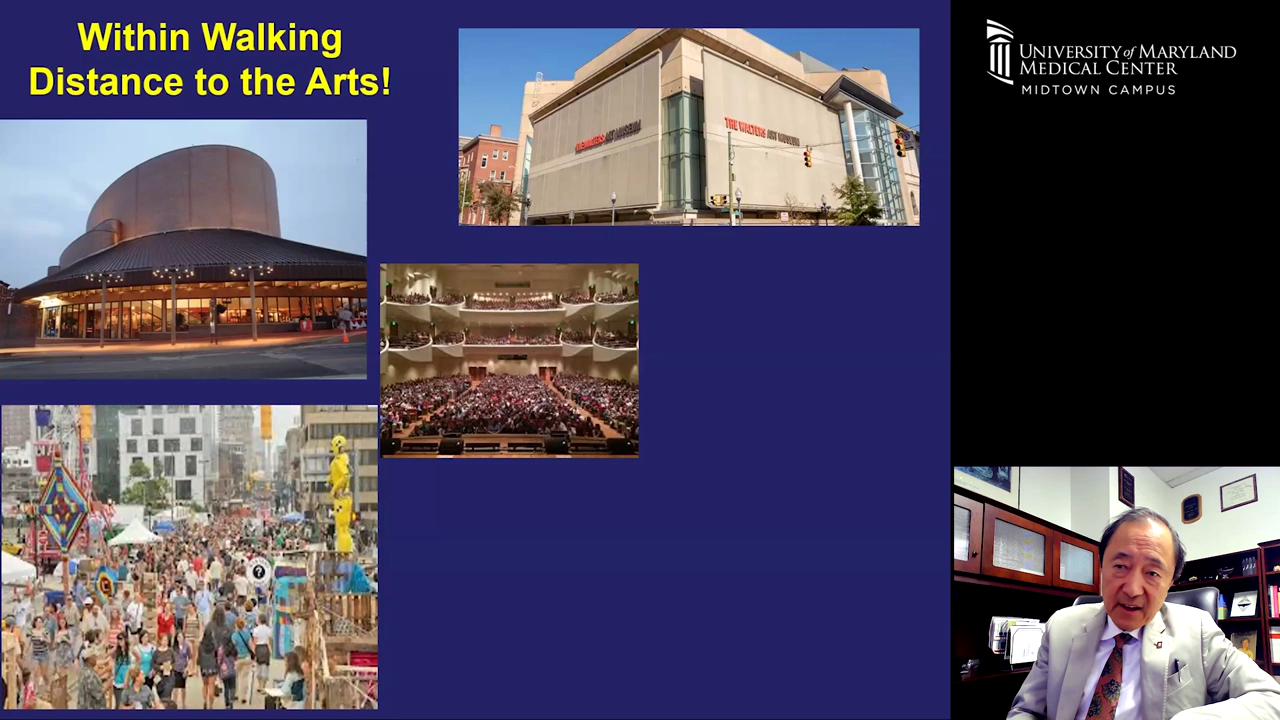 Within Walking
Distance to the Arts!
THE WALTERS ART MUSEUM
THE WALTERS ART MUSEUM
UNIVERSITY of MARYLAND
MEDICAL CENTER
MIDTOWN CAMPUS
?